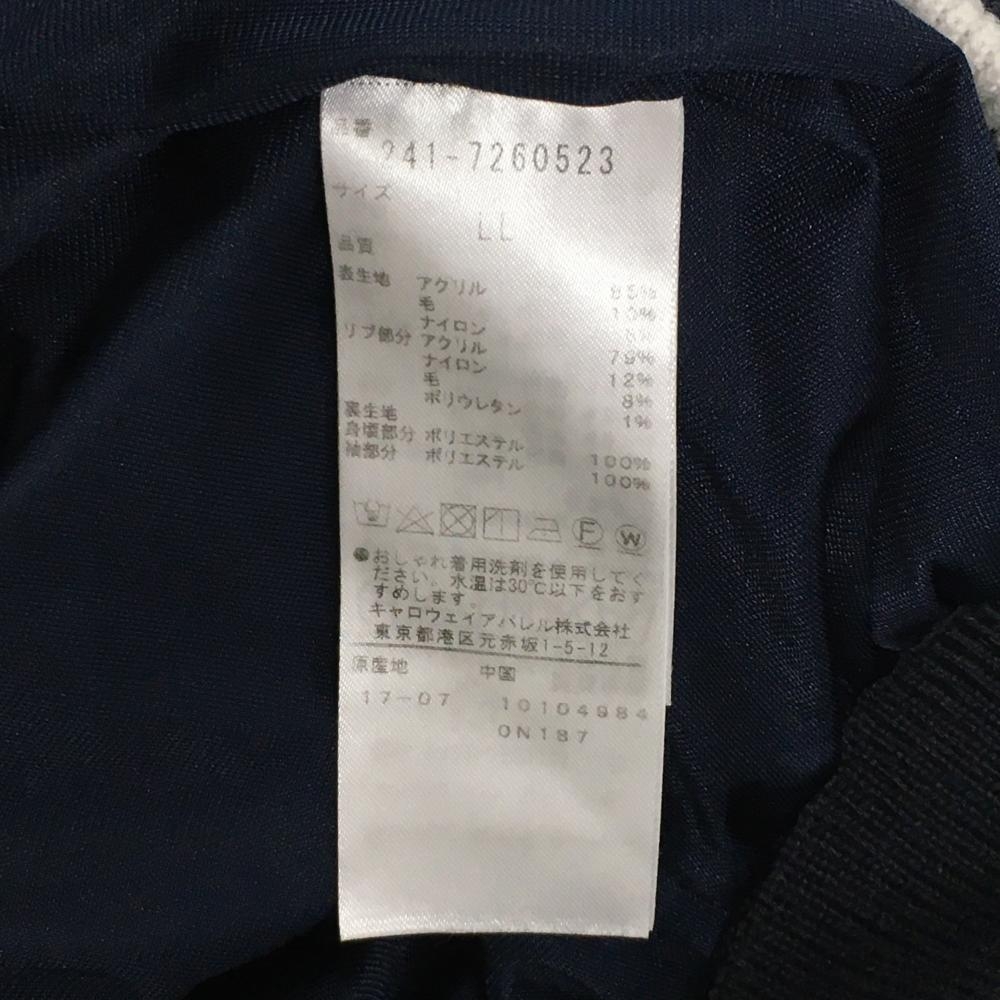 品番
241-7260523
サイズ
LL
品質
表生地 アクリル 85%
毛 10%
ナイロン
リブ部分 アクリル 79%
ナイロン 12%
毛 8%
ポリウレタン 1%
裏生地
身頃部分 ポリエステル 100%
袖部分 ポリエステル 100%
F W
●おしゃれ着用洗剤を使用してく
ださい。水温は30℃以下をおす
すめします。
キャロウェイアパレル株式会社
東京都港区元赤坂1-5-12
原産地 中国
17-07 10104984
0N187